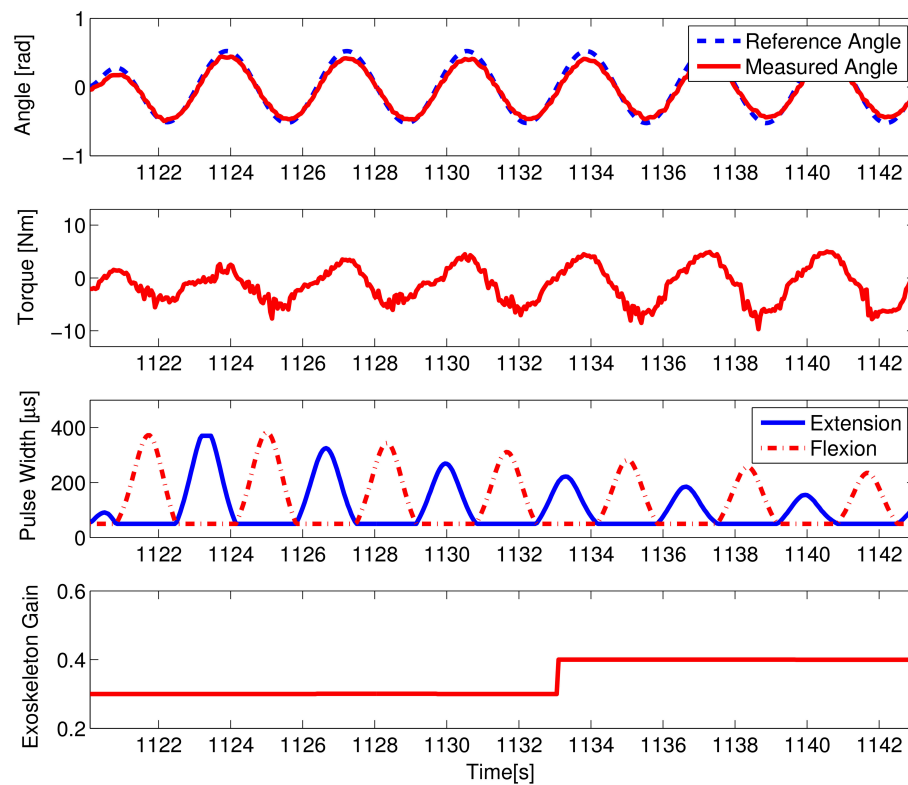 1
0
−1
Angle [rad]
Reference Angle
Measured Angle
1122 1124 1126 1128 1130 1132 1134 1136 1138 1140 1142
10
0
−10
Torque [Nm]
1122 1124 1126 1128 1130 1132 1134 1136 1138 1140 1142
400
200
0
Pulse Width [µs]
Extension
Flexion
1122 1124 1126 1128 1130 1132 1134 1136 1138 1140 1142
0.6
0.4
0.2
Exoskeleton Gain
1122 1124 1126 1128 1130 1132 1134 1136 1138 1140 1142
Time[s]